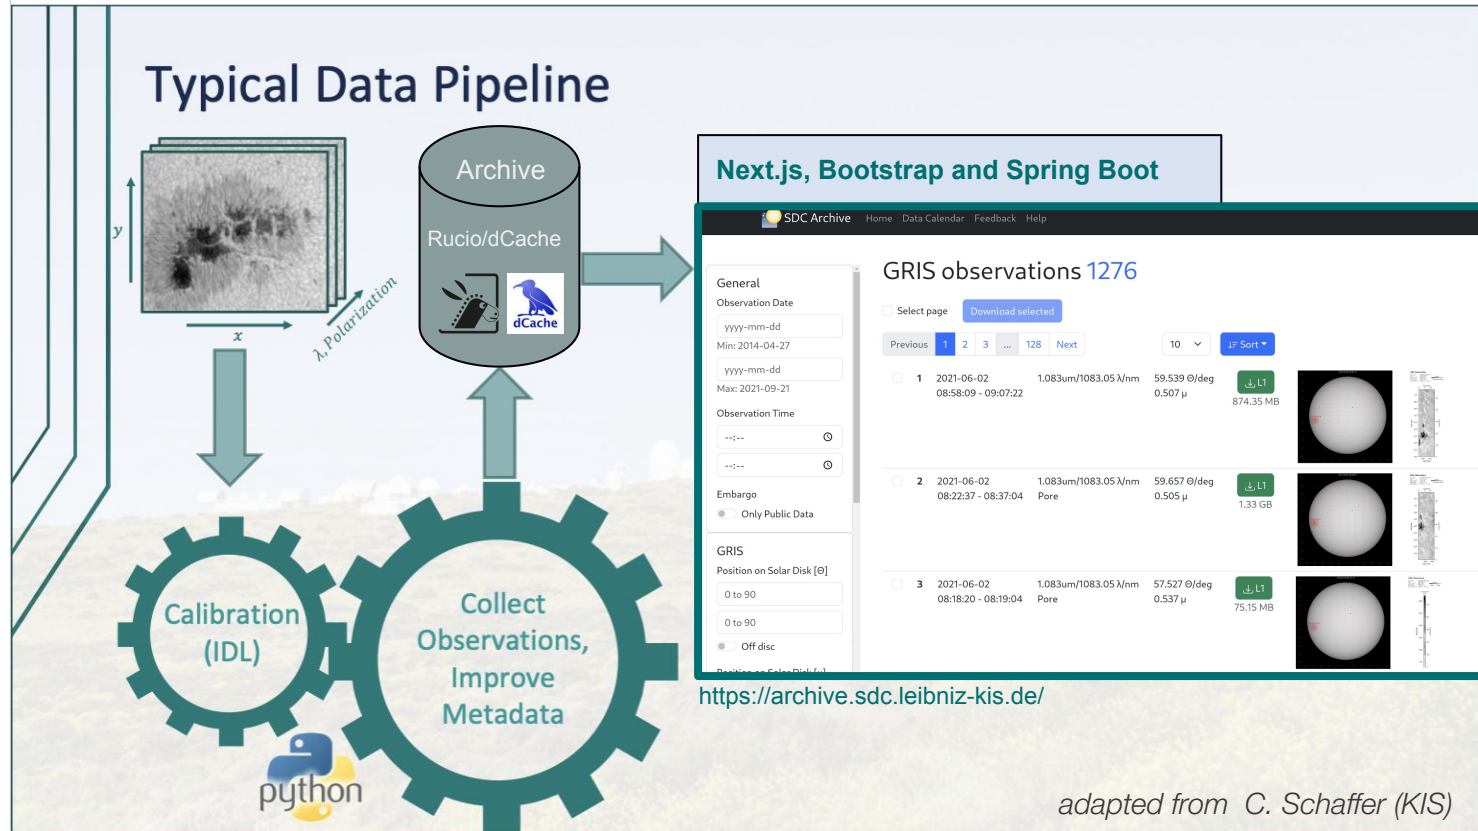 Typical Data Pipeline
y
x
λ, Polarization
Archive
Rucio/dCache
dCache
Calibration
(IDL)
Collect
Observations,
Improve
Metadata
python
Next.js, Bootstrap and Spring Boot
SDC Archive Home Data Calendar Feedback Help
General
Observation Date
yyyy-mm-dd
Min: 2014-04-27
yyyy-mm-dd
Max: 2021-09-21
Observation Time
--:--
--:--
Embargo
Only Public Data
GRIS
Position on Solar Disk [Θ]
0 to 90
0 to 90
Off disc
Position on Solar Disk [μ]
GRIS observations 1276
Select page Download selected
Previous 1 2 3 ... 128 Next 10 Sort
1 2021-06-02 1.083um/1083.05 λ/nm 59.539 Θ/deg L1
08:58:09 - 09:07:22 0.507 μ 874.35 MB
2 2021-06-02 1.083um/1083.05 λ/nm 59.657 Θ/deg L1
08:22:37 - 08:37:04 Pore 0.505 μ 1.33 GB
3 2021-06-02 1.083um/1083.05 λ/nm 57.527 Θ/deg L1
08:18:20 - 08:19:04 Pore 0.537 μ 75.15 MB
https://archive.sdc.leibniz-kis.de/
adapted from C. Schaffer (KIS)